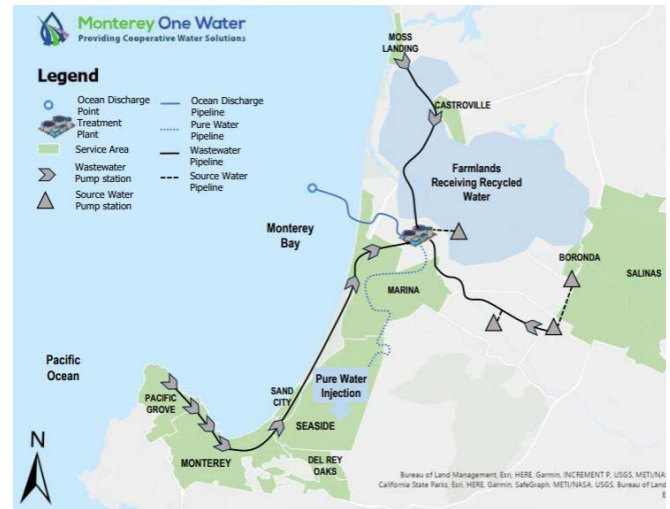 Monterey One Water
Providing Cooperative Water Solutions
Legend
Ocean Discharge
Point
Treatment
Plant
Service Area
Wastewater
Pump station
Source Water
Pump station
Ocean Discharge
Pipeline
Pure Water
Pipeline
Wastewater
Pipeline
Source Water
Pipeline
MOSS
LANDING
CASTROVILLE
Farmlands
Receiving Recycled
Water
Monterey
Bay
BORONDA
SALINAS
MARINA
Pacific
Ocean
PACIFIC
GROVE
SAND
CITY
Pure Water
Injection
SEASIDE
MONTEREY
DEL REY
OAKS
N
Bureau of Land Management, Esri, HERE, Garmin, INCREMENT P, USGS, METI/NA
California State Parks, Esri, HERE, Garmin, SafeGraph, METI/NASA, USGS, Bureau of Land
E